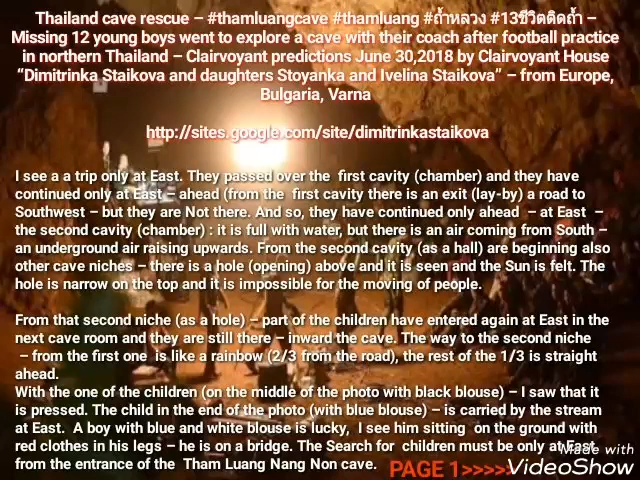 Thailand cave rescue – #thamluangcave #thamluang #ถ้ำหลวง #13ชีวิตติดถ้ำ –
Missing 12 young boys went to explore a cave with their coach after football practice
in northern Thailand – Clairvoyant predictions June 30,2018 by Clairvoyant House
“Dimitrinka Staikova and daughters Stoyanka and Ivelina Staikova” – from Europe,
Bulgaria, Varna
http://sites.google.com/site/dimitrinkastaikova
I see a a trip only at East. They passed over the first cavity (chamber) and they have
continued only at East – ahead (from the first cavity there is an exit (lay-by) a road to
Southwest – but they are Not there. And so, they have continued only ahead – at East –
the second cavity (chamber) : it is full with water, but there is an air coming from South –
an underground air raising upwards. From the second cavity (as a hall) are beginning also
other cave niches – there is a hole (opening) above and it is seen and the Sun is felt. The
hole is narrow on the top and it is impossible for the moving of people.
From that second niche (as a hole) – part of the children have entered again at East in the
next cave room and they are still there – inward the cave. The way to the second niche
– from the first one is like a rainbow (2/3 from the road), the rest of the 1/3 is straight
ahead.
With the one of the children (on the middle of the photo with black blouse) – I saw that it
is pressed. The child in the end of the photo (with blue blouse) – is carried by the stream
at East. A boy with blue and white blouse is lucky, I see him sitting on the ground with
red clothes in his legs – he is on a bridge. The Search for children must be only at East
from the entrance of the Tham Luang Nang Non cave.
PAGE 1>>>>>
Made with
VideoShow